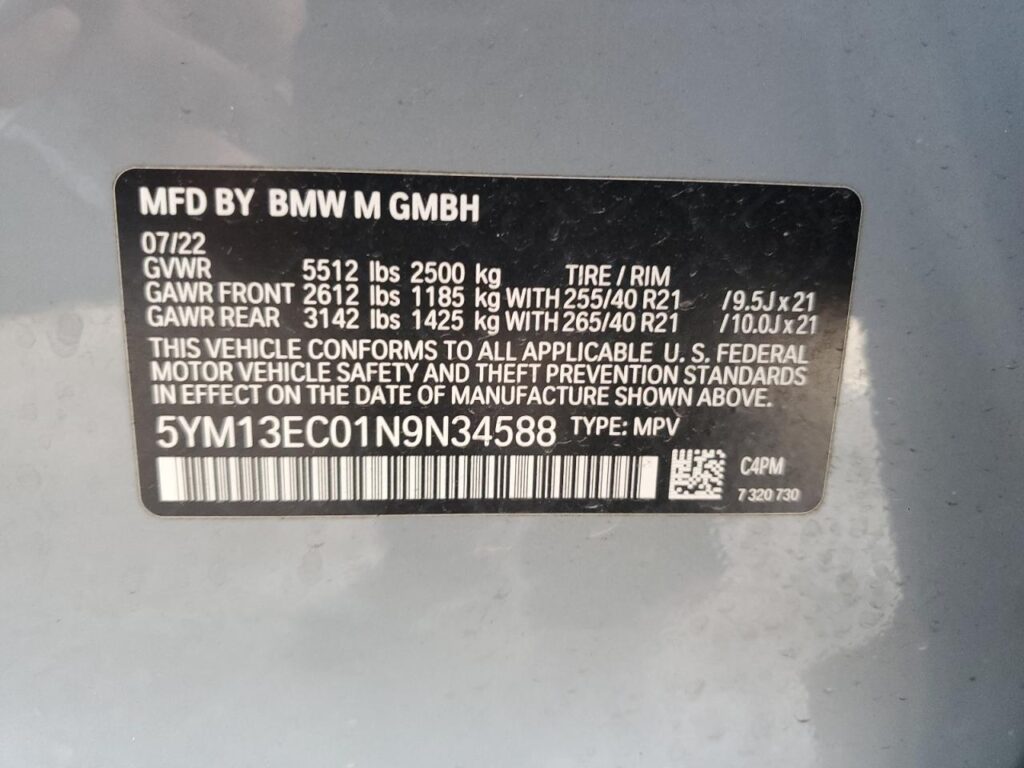 MFD BY BMW M GMBH
07/22
GVWR 5512 lbs 2500 kg TIRE / RIM
GAWR FRONT 2612 lbs 1185 kg WITH 255/40 R21 /9.5J x 21
GAWR REAR 3142 lbs 1425 kg WITH 265/40 R21 /10.0J x 21
THIS VEHICLE CONFORMS TO ALL APPLICABLE U. S. FEDERAL
MOTOR VEHICLE SAFETY AND THEFT PREVENTION STANDARDS
IN EFFECT ON THE DATE OF MANUFACTURE SHOWN ABOVE.
5YM13EC01N9N34588 TYPE: MPV
C4PM
7 320 730